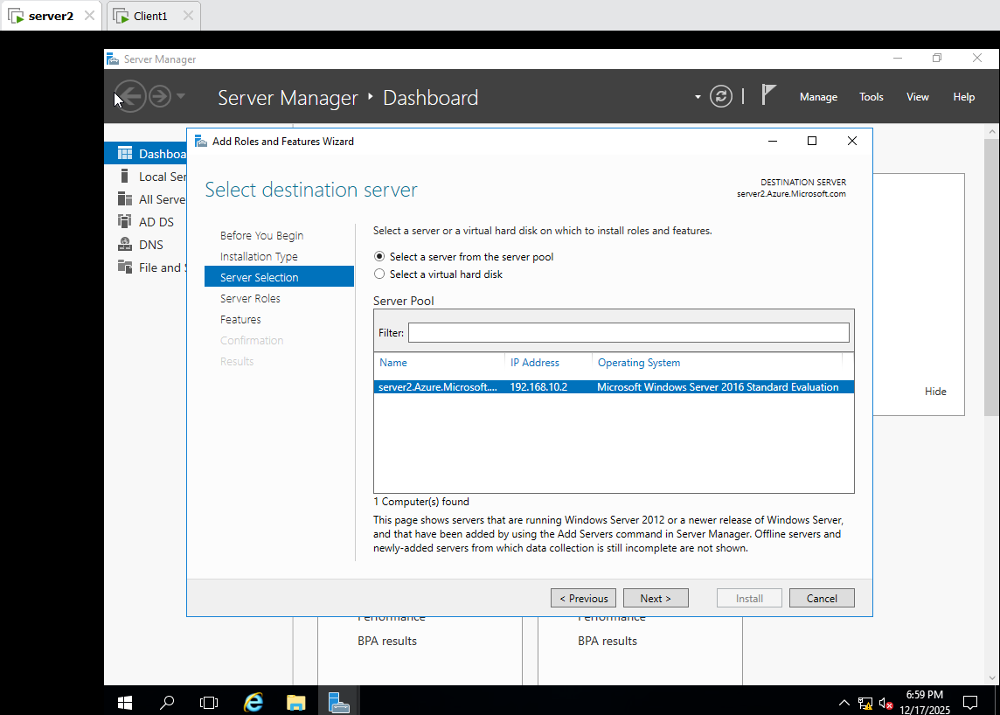 server2
Client1
Server Manager
Server Manager
Dashboard
Manage
Tools
View
Help
Add Roles and Features Wizard
Select destination server
DESTINATION SERVER
server2.Azure.Microsoft.com
Dashboa
Local Ser
All Serve
AD DS
DNS
File and
Before You Begin
Installation Type
Server Selection
Server Roles
Features
Confirmation
Results
Select a server or a virtual hard disk on which to install roles and features.
Select a server from the server pool
Select a virtual hard disk
Server Pool
Filter:
Name IP Address Operating System
server2.Azure.Microsoft.... 192.168.10.2 Microsoft Windows Server 2016 Standard Evaluation
1 Computer(s) found
This page shows servers that are running Windows Server 2012 or a newer release of Windows Server,
and that have been added by using the Add Servers command in Server Manager. Offline servers and
newly-added servers from which data collection is still incomplete are not shown.
Hide
< Previous
Next >
Install
Cancel
Performance
Performance
BPA results
BPA results
6:59 PM
12/17/2025